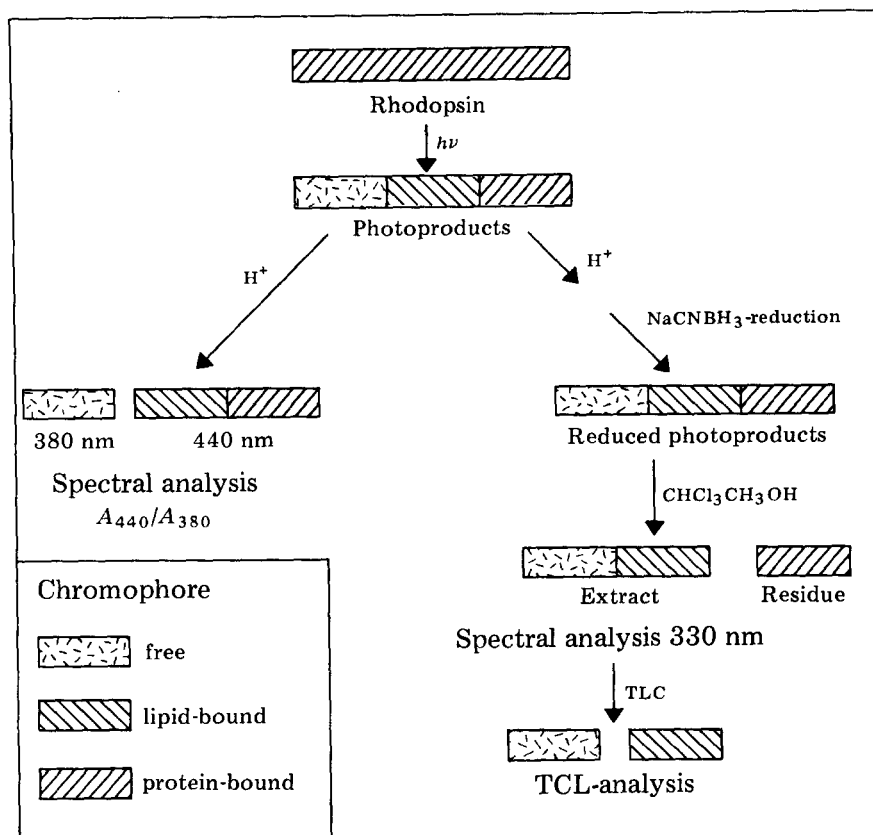 Rhodopsin
hν
Photoproducts
H+
H+
NaCNBH3-reduction
380 nm
440 nm
Spectral analysis
A440/A380
Reduced photoproducts
CHCl3CH3OH
Extract
Residue
Spectral analysis 330 nm
TLC
TCL-analysis
Chromophore
free
lipid-bound
protein-bound